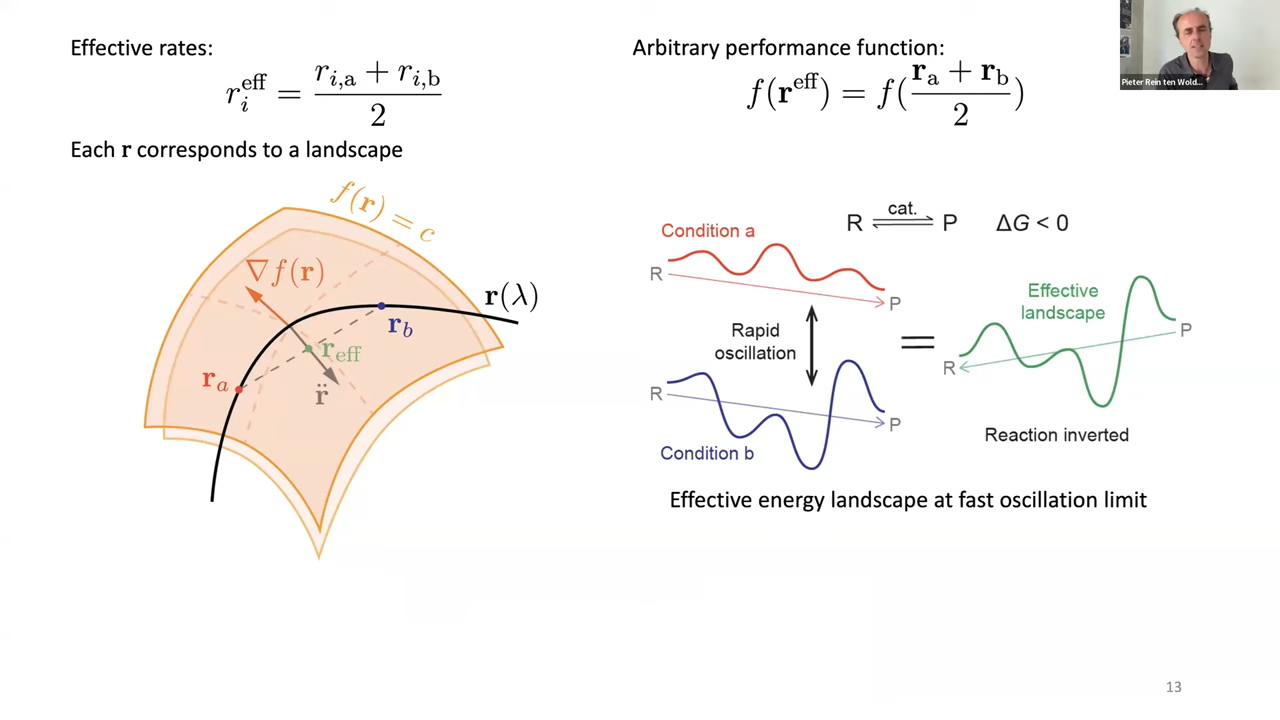 Effective rates:
r_i^eff = (r_{i,a} + r_{i,b}) / 2
Each r corresponds to a landscape
f(r) = c
∇f(r)
r(λ)
r_b
r_eff
r_a
r̈
Arbitrary performance function:
f(r^eff) = f((r_a + r_b) / 2)
Pieter Rein ten Wold...
cat.
R ⇌ P ΔG < 0
Condition a
R
P
Rapid
oscillation
R
P
Condition b
=
Effective
landscape
P
R
Reaction inverted
Effective energy landscape at fast oscillation limit
13